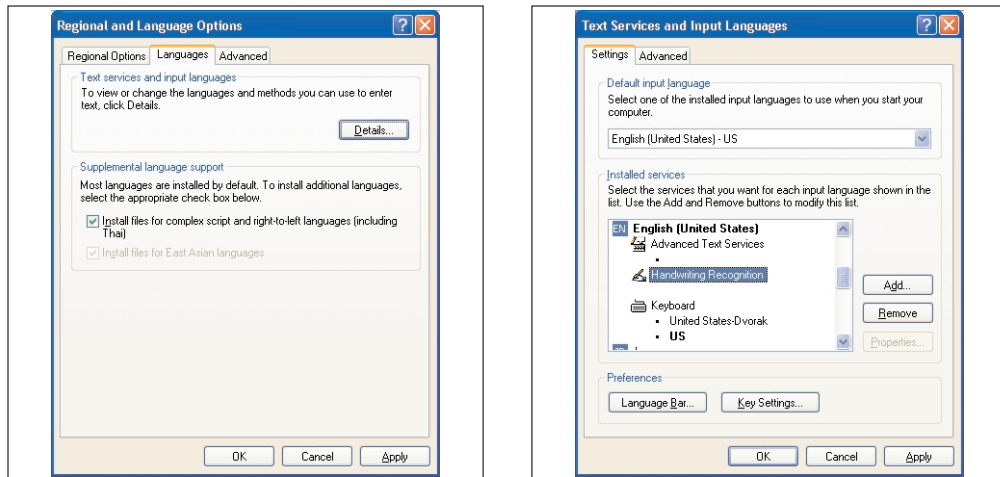 Regional and Language Options
Regional Options Languages Advanced
Text services and input languages
To view or change the languages and methods you can use to enter
text, click Details.
Details...
Supplemental language support
Most languages are installed by default. To install additional languages,
select the appropriate check box below.
Install files for complex script and right-to-left languages (including
Thai)
Install files for East Asian languages
OK Cancel Apply
Text Services and Input Languages
Settings Advanced
Default input language
Select one of the installed input languages to use when you start your
computer.
English (United States) - US
Installed services
Select the services that you want for each input language shown in the
list. Use the Add and Remove buttons to modify this list.
EN English (United States)
Advanced Text Services
Handwriting Recognition
Keyboard
• United States-Dvorak
• US
Add...
Remove
Properties...
Preferences
Language Bar... Key Settings...
OK Cancel Apply